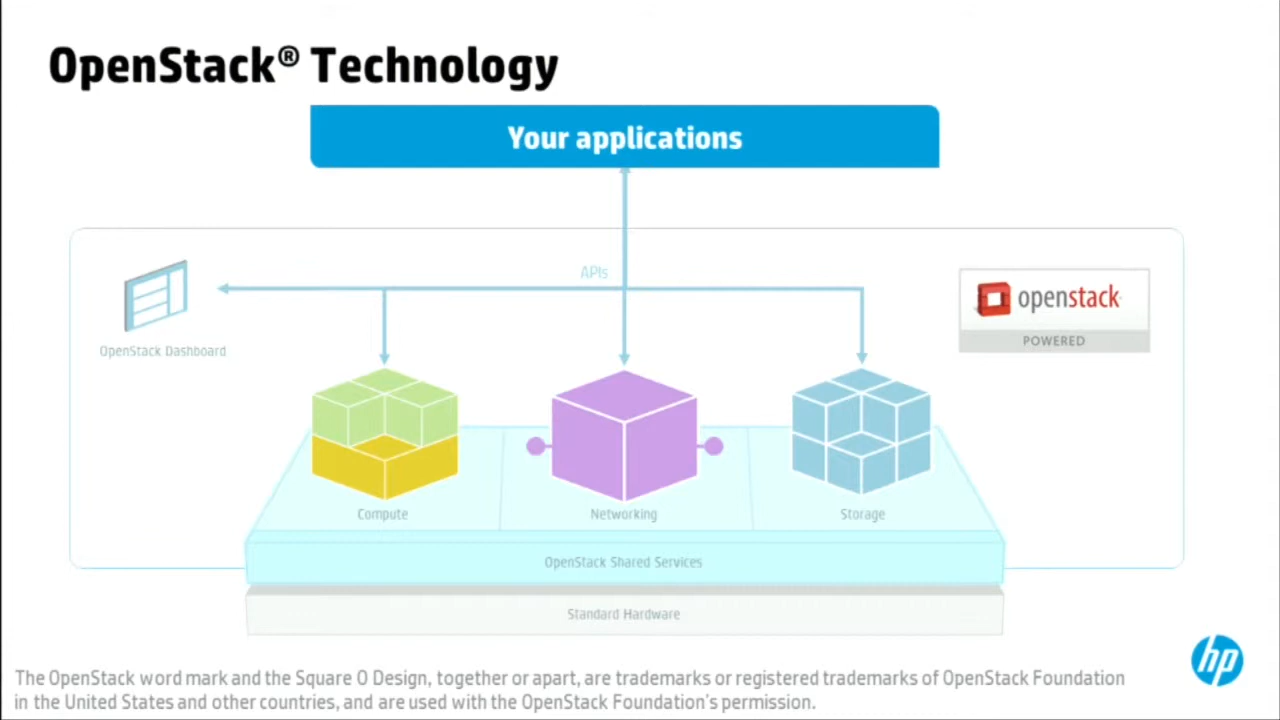 OpenStack® Technology
Your applications
APIs
openstack
POWERED
OpenStack Dashboard
Compute
Networking
Storage
OpenStack Shared Services
Standard Hardware
hp
The OpenStack word mark and the Square O Design, together or apart, are trademarks or registered trademarks of OpenStack Foundation
in the United States and other countries, and are used with the OpenStack Foundation's permission.